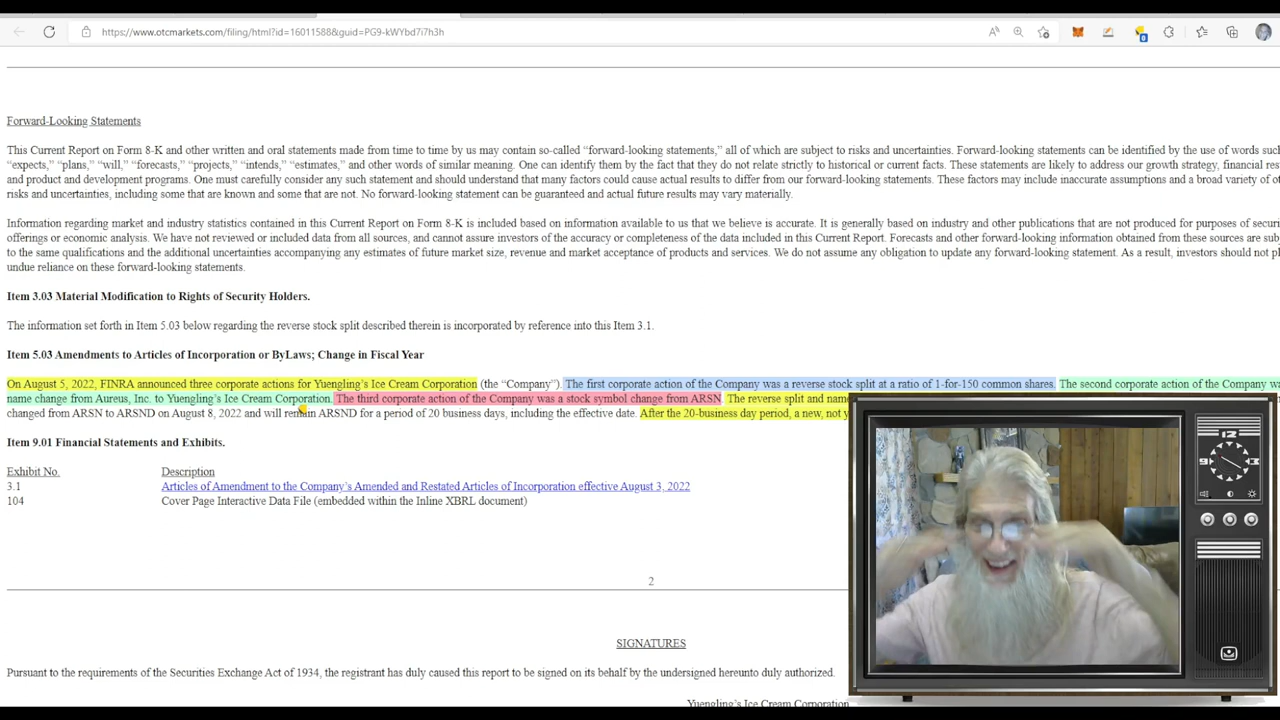 https://www.otcmarkets.com/filing/html?id=16011588&guid=PG9-kWYbd7i7h3h
Forward-Looking Statements
This Current Report on Form 8-K and other written and oral statements made from time to time by us may contain so-called “forward-looking statements,” all of which are subject to risks and uncertainties. Forward-looking statements can be identified by the use of words such
“expects,” “plans,” “will,” “forecasts,” “projects,” “intends,” “estimates,” and other words of similar meaning. One can identify them by the fact that they do not relate strictly to historical or current facts. These statements are likely to address our growth strategy, financial res
and product and development programs. One must carefully consider any such statement and should understand that many factors could cause actual results to differ from our forward-looking statements. These factors may include inaccurate assumptions and a broad variety of ot
risks and uncertainties, including some that are known and some that are not. No forward-looking statement can be guaranteed and actual future results may vary materially.
Information regarding market and industry statistics contained in this Current Report on Form 8-K is included based on information available to us that we believe is accurate. It is generally based on industry and other publications that are not produced for purposes of securi
offerings or economic analysis. We have not reviewed or included data from all sources, and cannot assure investors of the accuracy or completeness of the data included in this Current Report. Forecasts and other forward-looking information obtained from these sources are subj
to the same qualifications and the additional uncertainties accompanying any estimates of future market size, revenue and market acceptance of products and services. We do not assume any obligation to update any forward-looking statement. As a result, investors should not pl
undue reliance on these forward-looking statements.
Item 3.03 Material Modification to Rights of Security Holders.
The information set forth in Item 5.03 below regarding the reverse stock split described therein is incorporated by reference into this Item 3.1.
Item 5.03 Amendments to Articles of Incorporation or ByLaws; Change in Fiscal Year
On August 5, 2022, FINRA announced three corporate actions for Yuengling’s Ice Cream Corporation (the “Company”). The first corporate action of the Company was a reverse stock split at a ratio of 1-for-150 common shares. The second corporate action of the Company wa
name change from Aureus, Inc. to Yuengling’s Ice Cream Corporation. The third corporate action of the Company was a stock symbol change from ARSN The reverse split and name
changed from ARSN to ARSND on August 8, 2022 and will remain ARSND for a period of 20 business days, including the effective date. After the 20-business day period, a new, not y
Item 9.01 Financial Statements and Exhibits.
Exhibit No. Description
3.1 Articles of Amendment to the Company’s Amended and Restated Articles of Incorporation effective August 3, 2022
104 Cover Page Interactive Data File (embedded within the Inline XBRL document)
2
SIGNATURES
Pursuant to the requirements of the Securities Exchange Act of 1934, the registrant has duly caused this report to be signed on its behalf by the undersigned hereunto duly authorized.
Yuengling’s Ice Cream Corporation
12
9 3